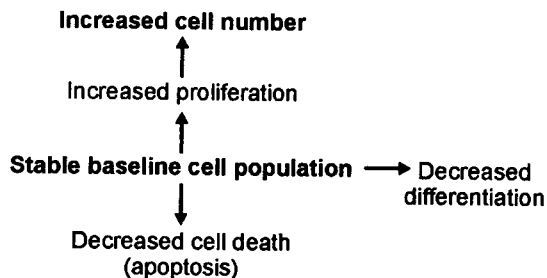 Increased cell number
Increased proliferation
Stable baseline cell population
Decreased
differentiation
Decreased cell death
(apoptosis)